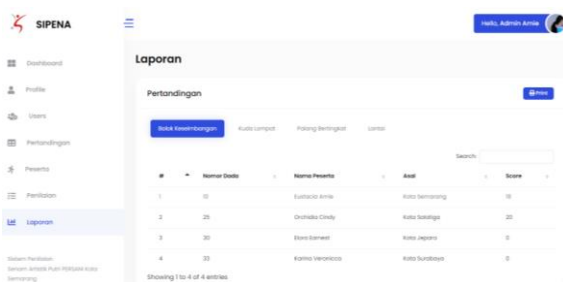 SIPENA
Hello, Admin Amie
Dashboard
Profile
Users
Pertandingan
Peserta
Penilaian
Laporan
Sistem Penilaian
Senam Artistik Putri PERSANI Kota
Semarang
Laporan
Pertandingan
Print
Balok Keseimbangan Kuda Lompat Palang Bertingkat Lantai
Search:
# Nomor Dada Nama Peserta Asal Score
1 10 Eustacia Amie Kota Semarang
2 25 Orchidia Cindy Kota Salatiga 20
3 30 Elora Earnest Kota Jepara 0
4 33 Karina Veronicca Kota Surabaya 0
Showing 1 to 4 of 4 entries